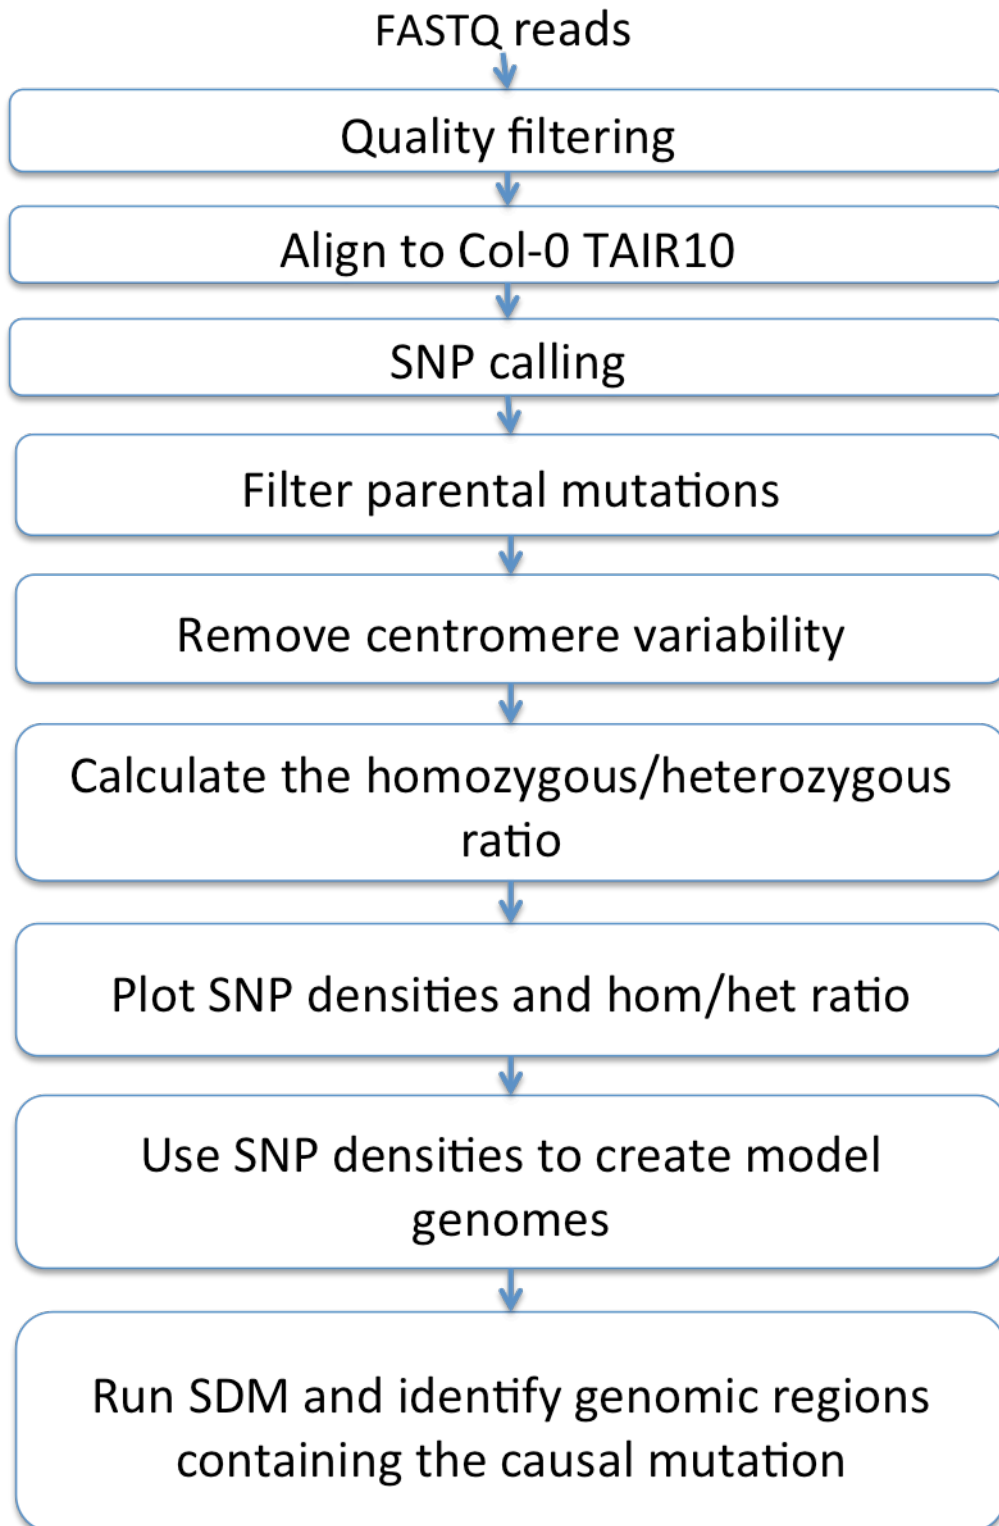 FASTQ reads
Quality filtering
Align to Col-0 TAIR10
SNP calling
Filter parental mutations
Remove centromere variability
Calculate the homozygous/heterozygous
ratio
Plot SNP densities and hom/het ratio
Use SNP densities to create model
genomes
Run SDM and identify genomic regions
containing the causal mutation